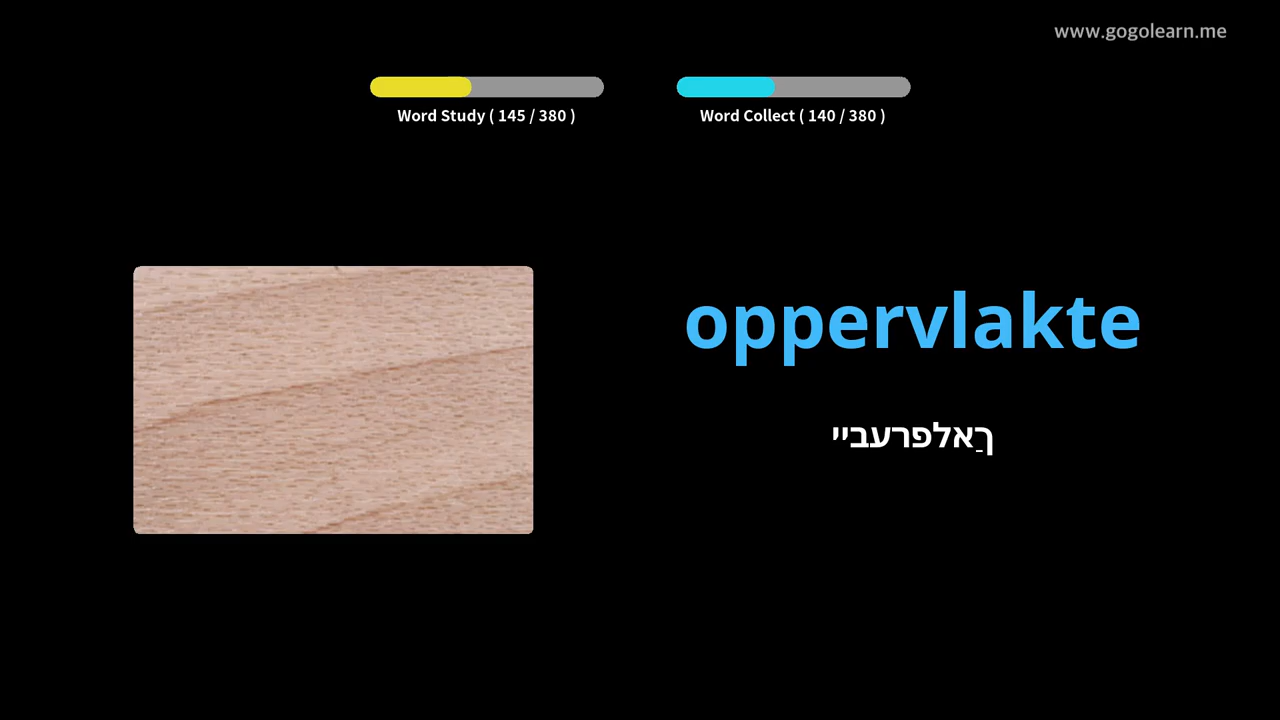 www.gogolearn.me
Word Study ( 145 / 380 )
Word Collect ( 140 / 380 )
oppervlakte
ךַאלפרעביי